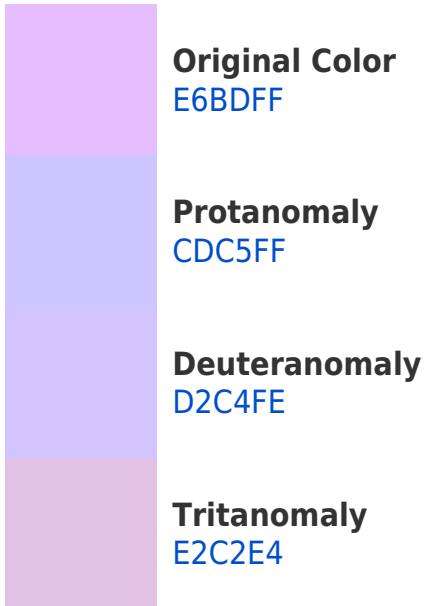 Original Color
E6BDFF
Protanomaly
CDC5FF
Deuteranomaly
D2C4FE
Tritanomaly
E2C2E4